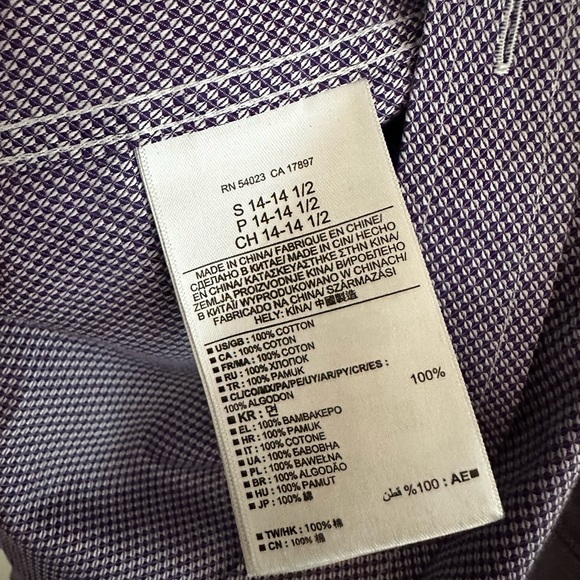 RN 54023 CA 17897
S 14-14 1/2
P 14-14 1/2
CH 14-14 1/2
MADE IN CHINA/ FABRIQUE EN CHINE/
СДЕЛАНО В КИТАЕ/ MADE IN CIN/ HECHO
EN CHINA/ ΚΑΤΑΣΚΕΥΑΣΤΗΚΕ ΣΤΗΝ ΚΙΝΑ/
ZEMLJA PROIZVODNJE KINA/ ВИРОБЛЕНО
В КИТАЇ/ WYPRODUKOWANO W CHINACH/
FABRICADO NA CHINA/ SZÁRMAZÁSI
HELY: KÍNA/ 中國製造
■ US/GB : 100% COTTON
■ CA : 100% COTON
■ FR/MA : 100% COTON
■ RU : 100% ХЛОПОК
■ TR : 100% PAMUK
■ CL/CO/MX/PA/PE/UY/AR/PY/CR/ES :
100% ALGODON
■ KR : 면 100%
■ EL : 100% ΒΑΜΒΑΚΕΡΟ
■ HR : 100% PAMUK
■ IT : 100% COTONE
■ UA : 100% БАВОВНА
■ PL : 100% BAWEŁNA
■ BR : 100% ALGODÃO
■ HU : 100% PAMUT
■ JP : 100% 綿
■ AE : 100% قطن
■ TW/HK : 100% 棉
■ CN : 100% 棉